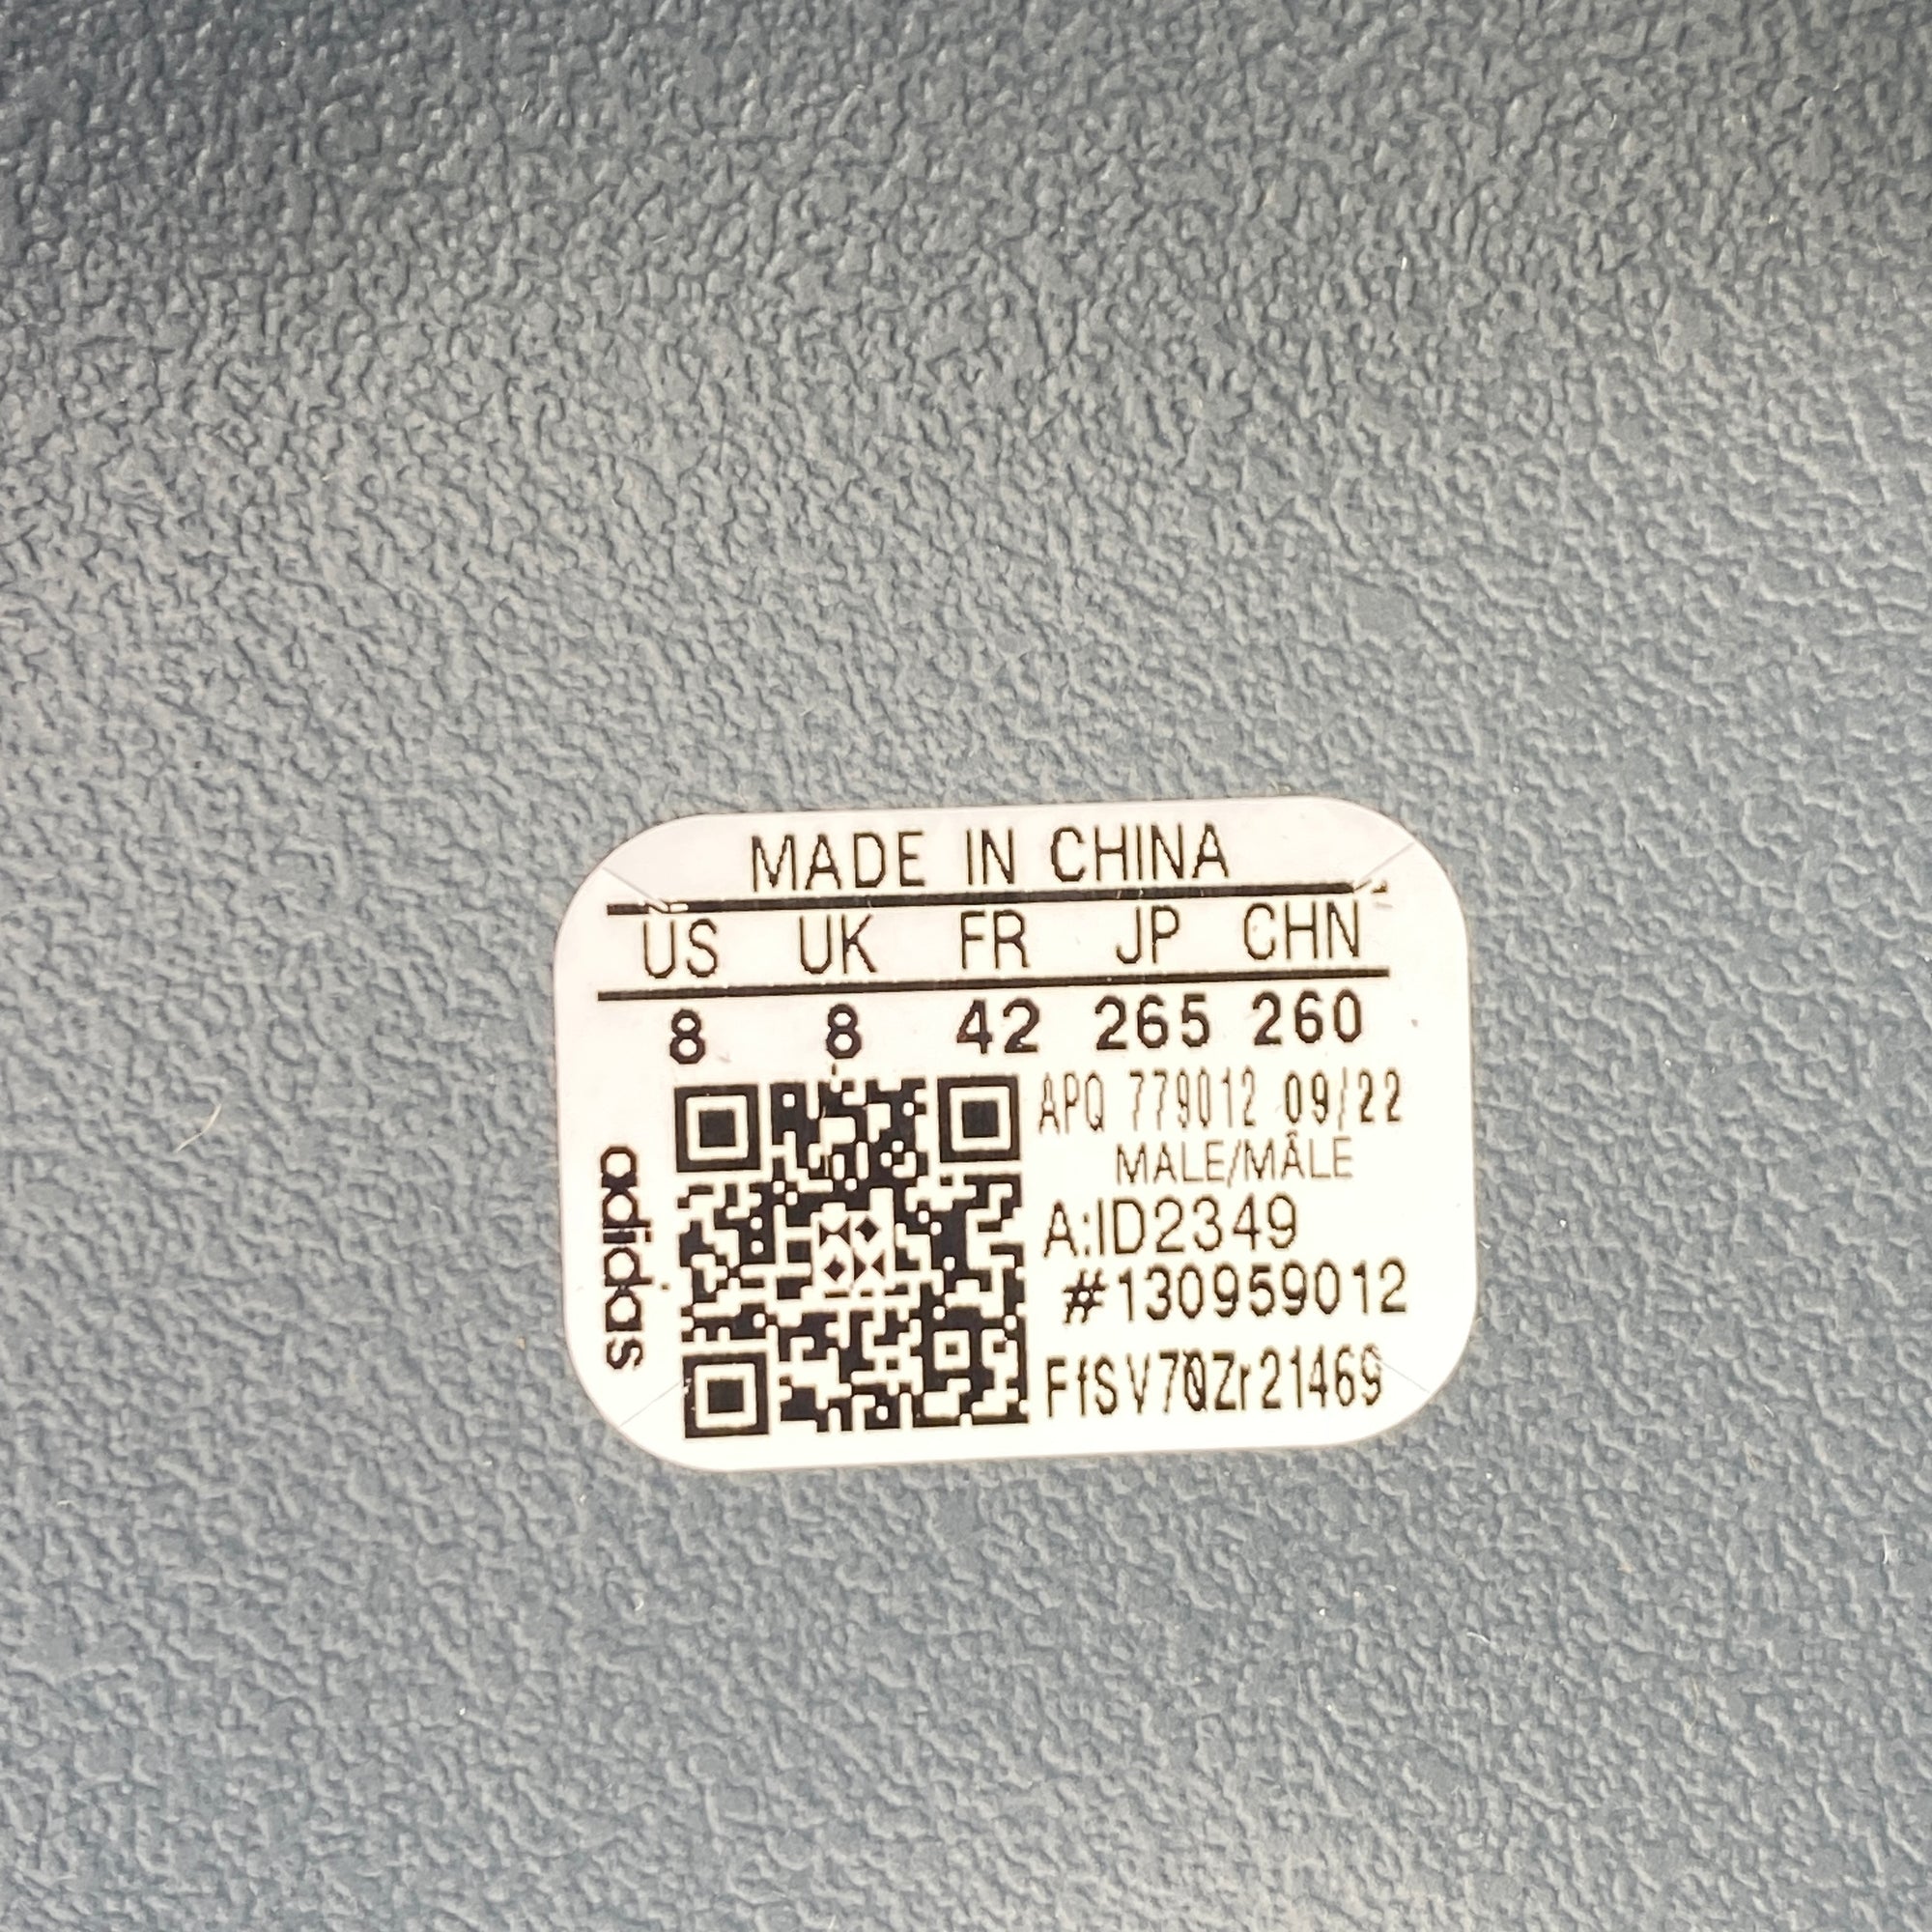 MADE IN CHINA
US UK FR JP CHN
8 8 42 265 260
APQ 779012 09/22
MALE/MÂLE
A:ID2349
#130959012
FfSV7QZr21469
adidas